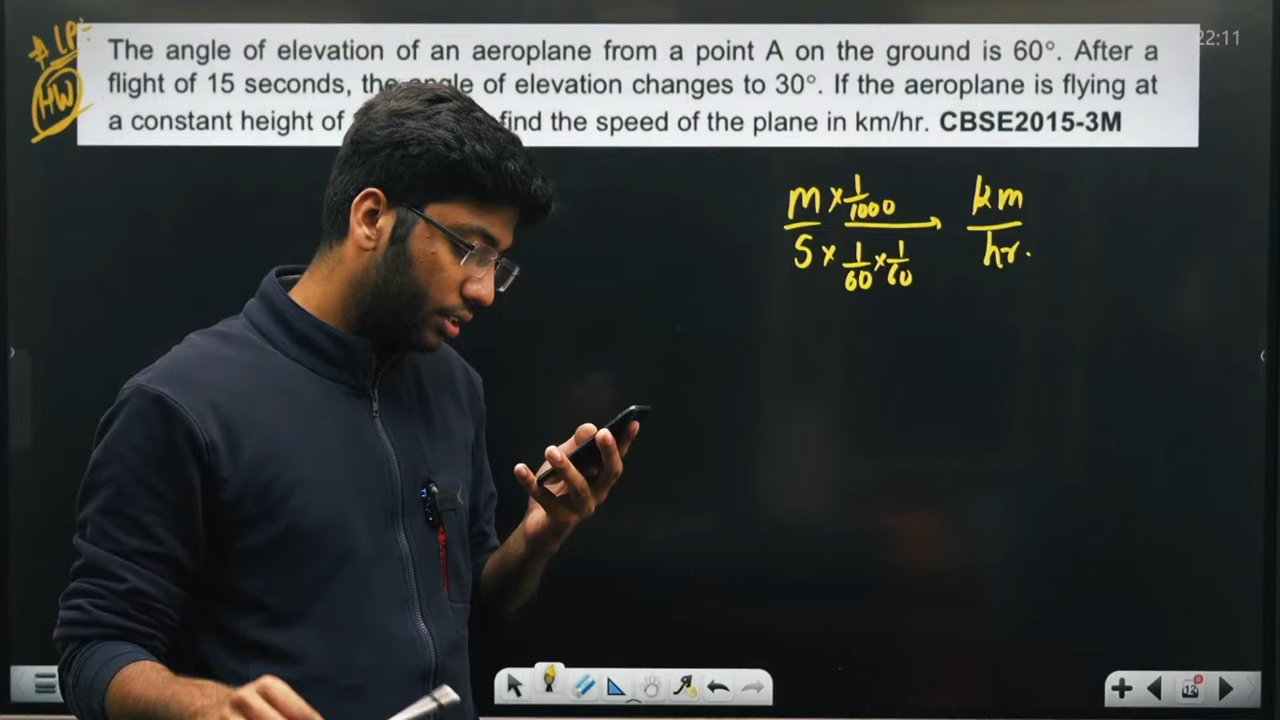 LP:
HW
The angle of elevation of an aeroplane from a point A on the ground is 60°. After a
flight of 15 seconds, the angle of elevation changes to 30°. If the aeroplane is flying at
a constant height of find the speed of the plane in km/hr. CBSE2015-3M
22:11
m × 1/1000 km
s × 1/60 × 1/60 hr.
12